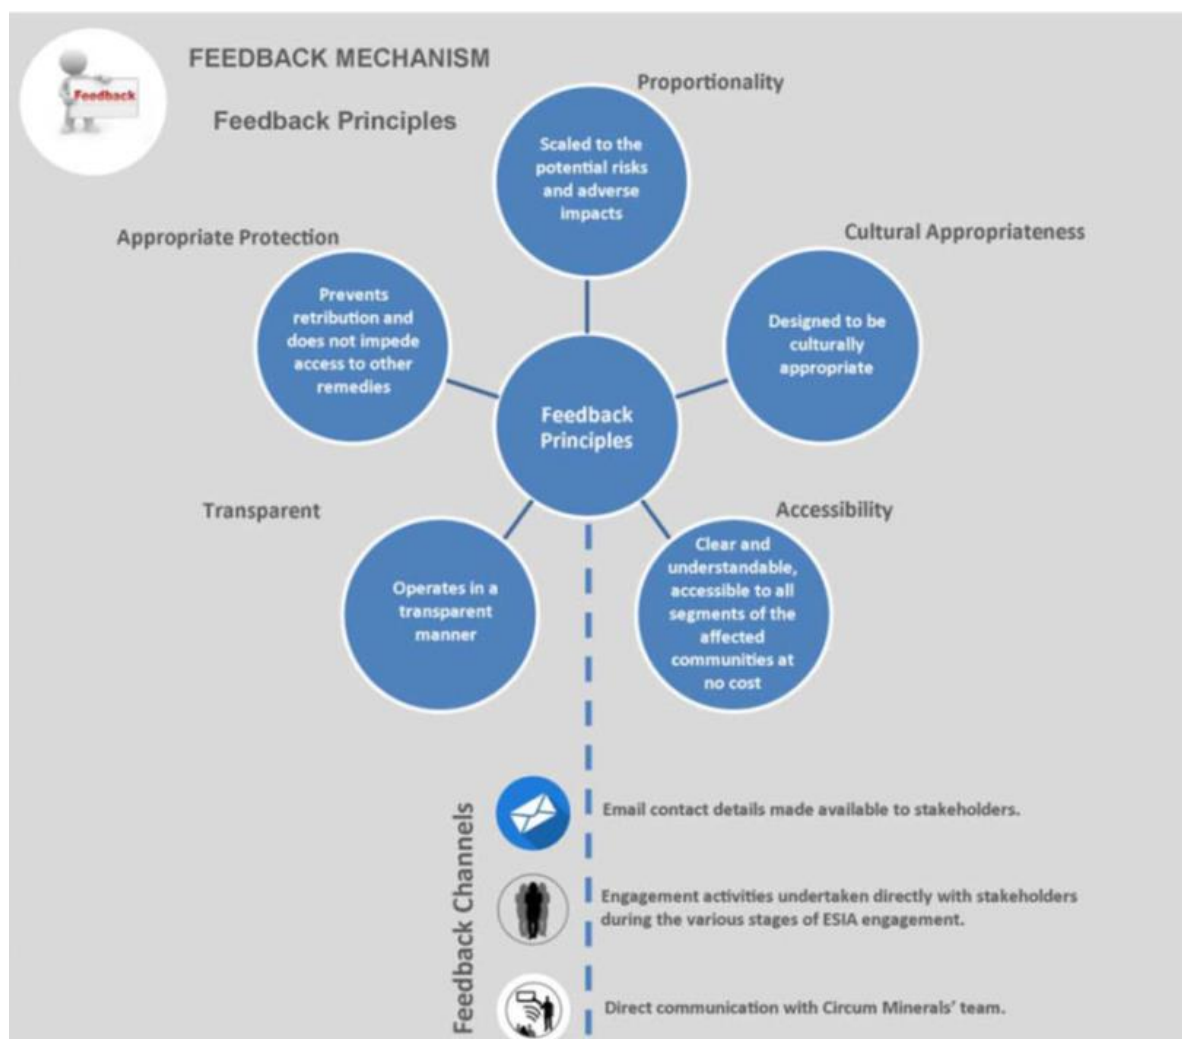 FEEDBACK MECHANISM
Feedback
Feedback Principles
Proportionality
Scaled to the
potential risks
and adverse
impacts
Appropriate Protection
Prevents
retribution and
does not impede
access to other
remedies
Cultural Appropriateness
Designed to be
culturally
appropriate
Feedback
Principles
Transparent
Operates in a
transparent
manner
Accessibility
Clear and
understandable,
accessible to all
segments of the
affected
communities at
no cost
Feedback Channels
Email contact details made available to stakeholders.
Engagement activities undertaken directly with stakeholders
during the various stages of ESIA engagement.
Direct communication with Circum Minerals' team.